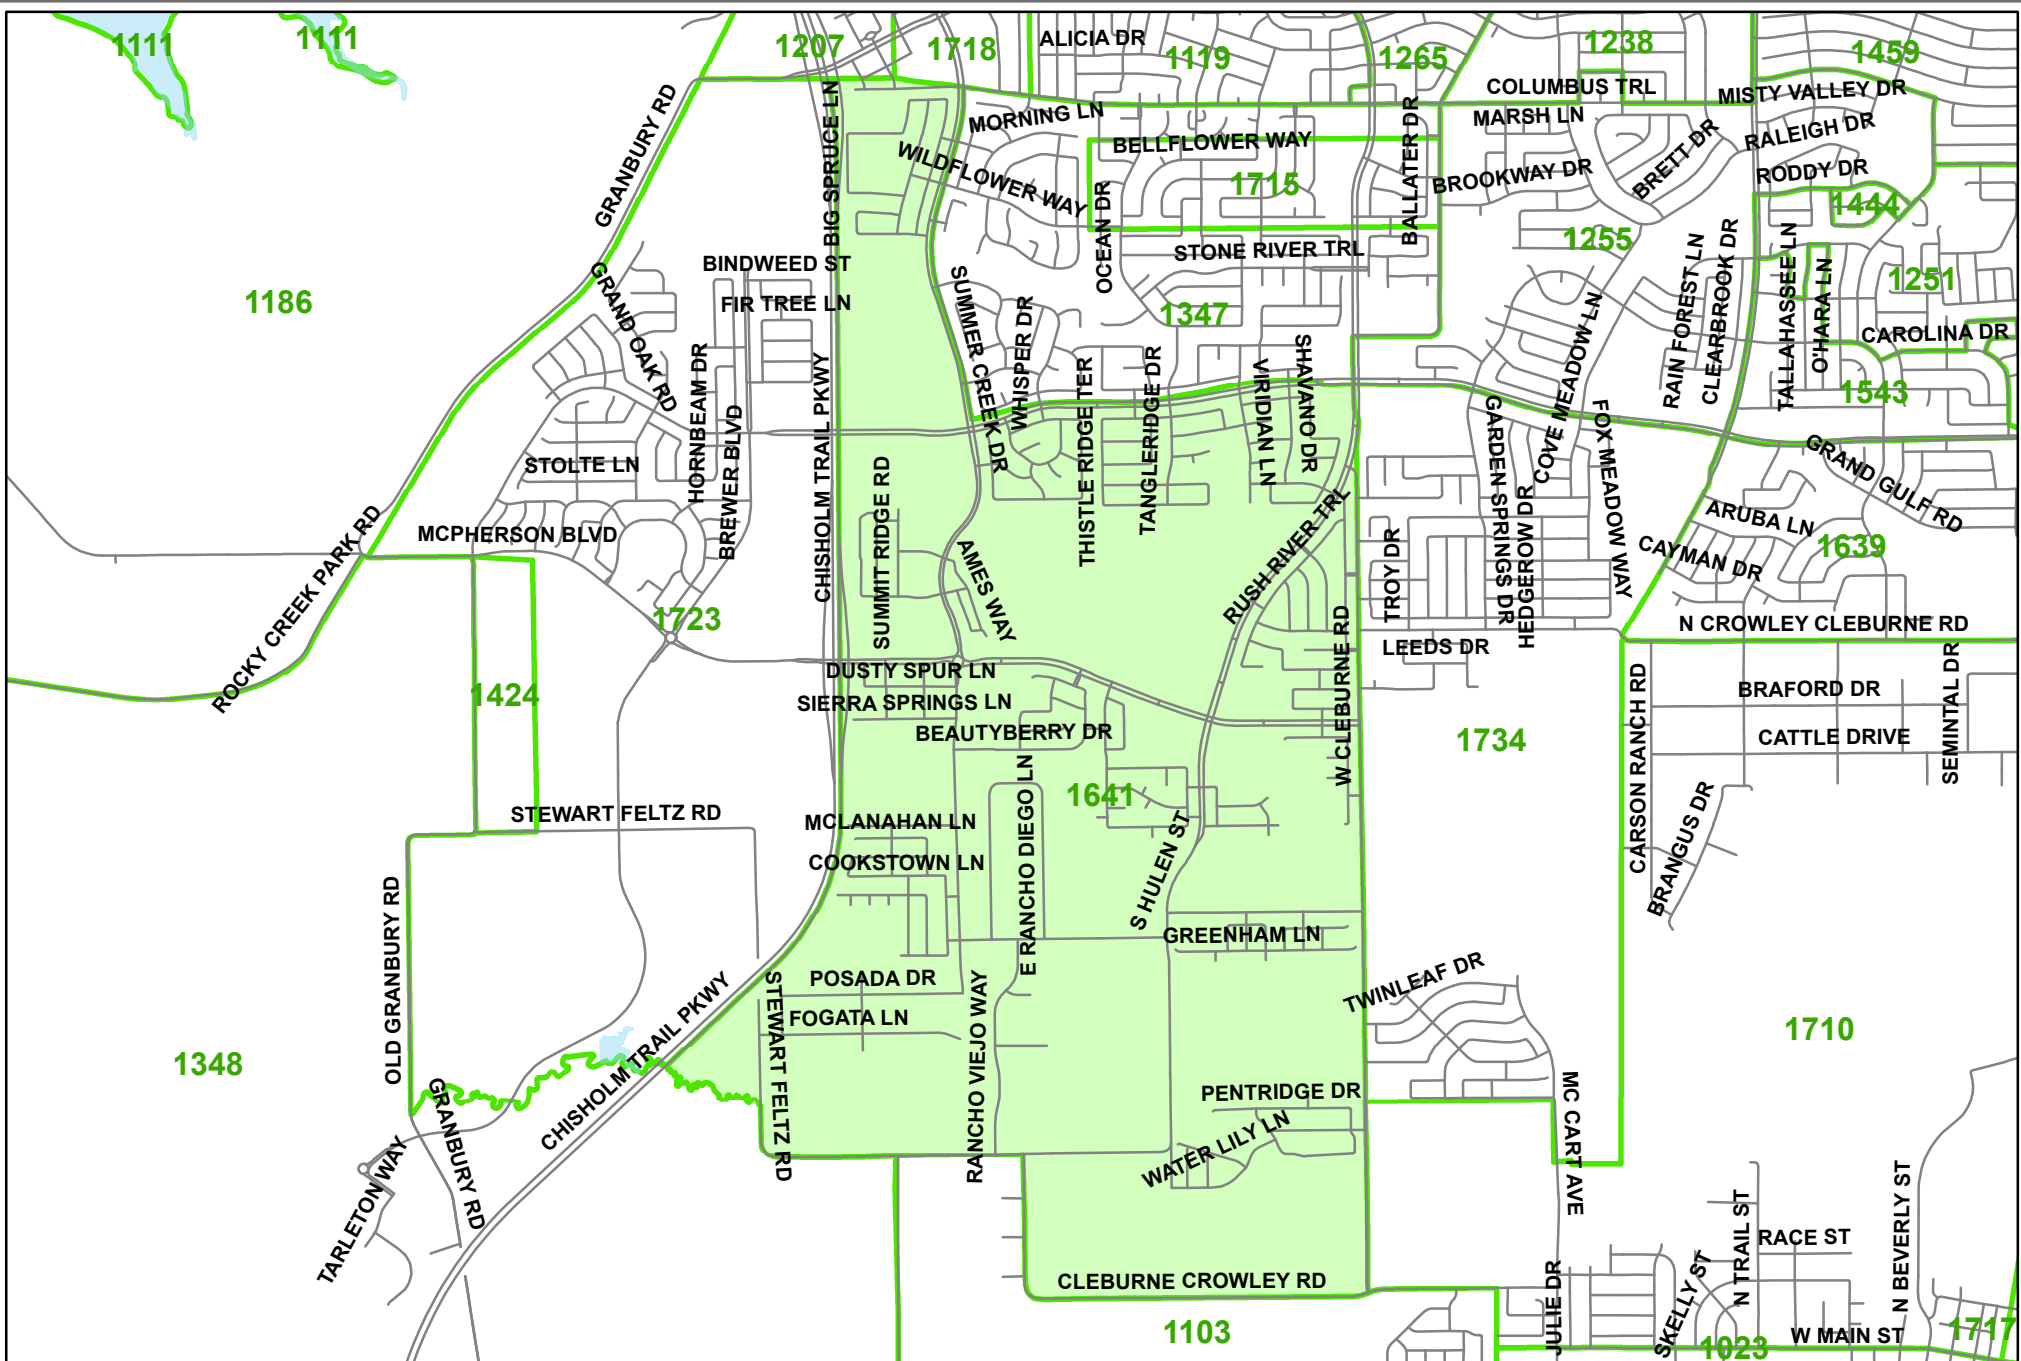 1111
1111
1207
1718
ALICIA DR
1119
1265
1238
1459
COLUMBUS TRL
MISTY VALLEY DR
GRANBURY RD
BIG SPRUCE LN
MORNING LN
MARSH LN
BALLATER DR
BELLFLOWER WAY
BRETT DR
RALEIGH DR
WILDFLOWER WAY
1715
BROOKWAY DR
RODDY DR
1444
OCEAN DR
STONE RIVER TRL
1255
BINDWEED ST
1186
GRAND OAK RD
FIR TREE LN
SUMMER CREEK DR
WHISPER DR
1347
COVE MEADOW LN
RAIN FOREST LN
CLEARBROOK DR
TALLAHASSEE LN
O'HARA LN
1251
CAROLINA DR
1543
HORNBEAM DR
BREWER BLVD
CHISHOLM TRAIL PKWY
THISTLE RIDGE TER
TANGLERIDGE DR
VIRIDIAN LN
SHAVANO DR
GARDEN SPRINGS DR
HEDGEROW DR
FOX MEADOW WAY
GRAND GULF RD
STOLTE LN
SUMMIT RIDGE RD
MCPHERSON BLVD
ROCKY CREEK PARK RD
AMES WAY
RUSH RIVER TRL
TROY DR
ARUBA LN
1639
CAYMAN DR
1723
N CROWLEY CLEBURNE RD
W CLEBURNE RD
LEEDS DR
1424
DUSTY SPUR LN
SIERRA SPRINGS LN
BEAUTYBERRY DR
1734
CARSON RANCH RD
BRAFORD DR
SEMINTAL DR
CATTLE DRIVE
1641
STEWART FELTZ RD
MCLANAHAN LN
COOKSTOWN LN
E RANCHO DIEGO LN
S HULEN ST
BRANGUS DR
OLD GRANBURY RD
GREENHAM LN
POSADA DR
FOGATA LN
STEWART FELTZ RD
RANCHO VIEJO WAY
TWINLEAF DR
1710
1348
CHISHOLM TRAIL PKWY
GRANBURY RD
PENTRIDGE DR
WATER LILY LN
MC CART AVE
TARLETON WAY
CLEBURNE CROWLEY RD
1103
JULIE DR
SKELLY ST
N TRAIL ST
RACE ST
N BEVERLY ST
W MAIN ST
1023
1717